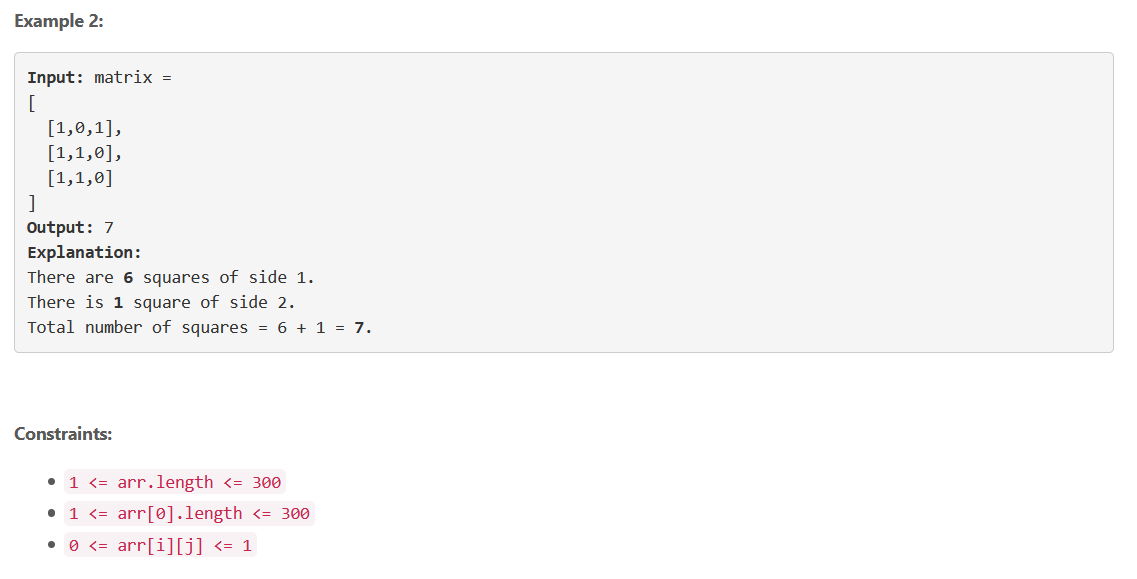 Example 2:
Input: matrix =
[
  [1,0,1],
  [1,1,0],
  [1,1,0]
]
Output: 7
Explanation:
There are 6 squares of side 1.
There is 1 square of side 2.
Total number of squares = 6 + 1 = 7.
Constraints:
• 1 <= arr.length <= 300
• 1 <= arr[0].length <= 300
• 0 <= arr[i][j] <= 1